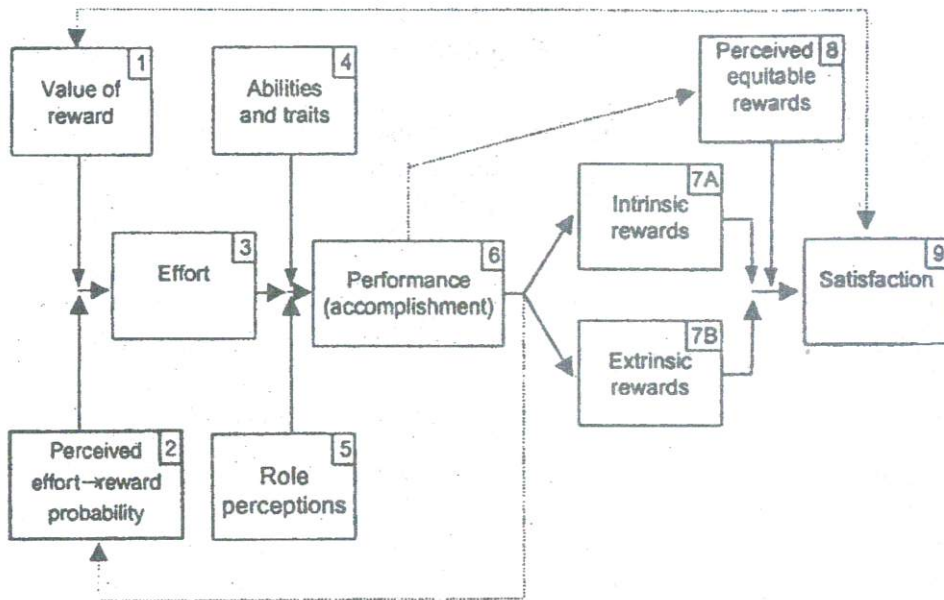 1
Value of
reward
4
Abilities
and traits
8
Perceived
equitable
rewards
3
Effort
6
Performance
(accomplishment)
7A
Intrinsic
rewards
9
Satisfaction
7B
Extrinsic
rewards
2
Perceived
effort→reward
probability
5
Role
perceptions